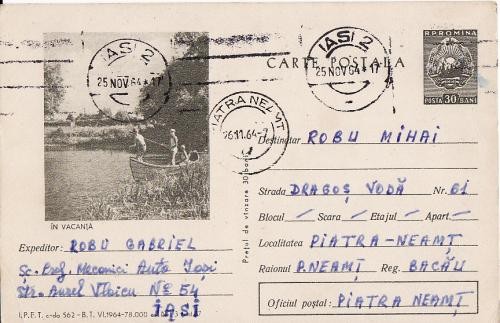 IAȘI 2
25 NOV 64 ★ 17
IAȘI 2
25 NOV 64 17
CARTE POSTALA
R.P. ROMINA
POSTA 30 BANI
PIATRA NEAMȚ
26.11.64-7
Destinatar ROBU MIHAI
Strada DRAGOȘ VODĂ Nr. 61
Blocul — Scara — Etajul — Apart. —
Localitatea PIATRA-NEAMȚ
Raionul P.NEAMȚ Reg. BACĂU
Oficiul poștal: PIATRA NEAMȚ
Prețul de vînzare 30 bani
ÎN VACANȚĂ
Expeditor: ROBU GABRIEL
Șc. Prof. Mecanici Auto Iași
Str. Aurel Vlaicu № 54
IAȘI
I.P.E.T. c-da 562 - B.T. VI.1964-78.000